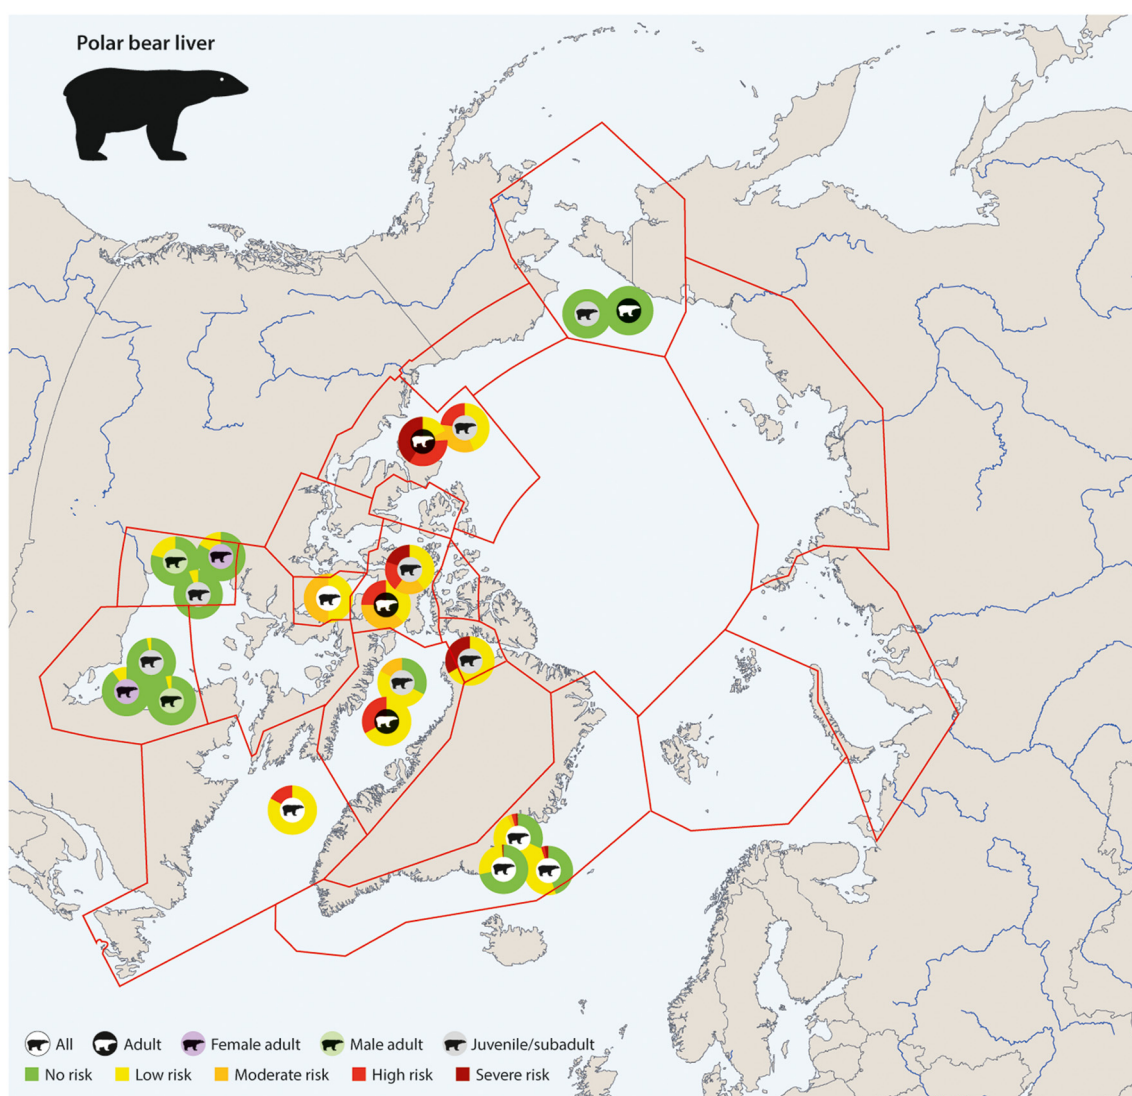 Polar bear liver
All Adult Female adult Male adult Juvenile/subadult
No risk Low risk Moderate risk High risk Severe risk